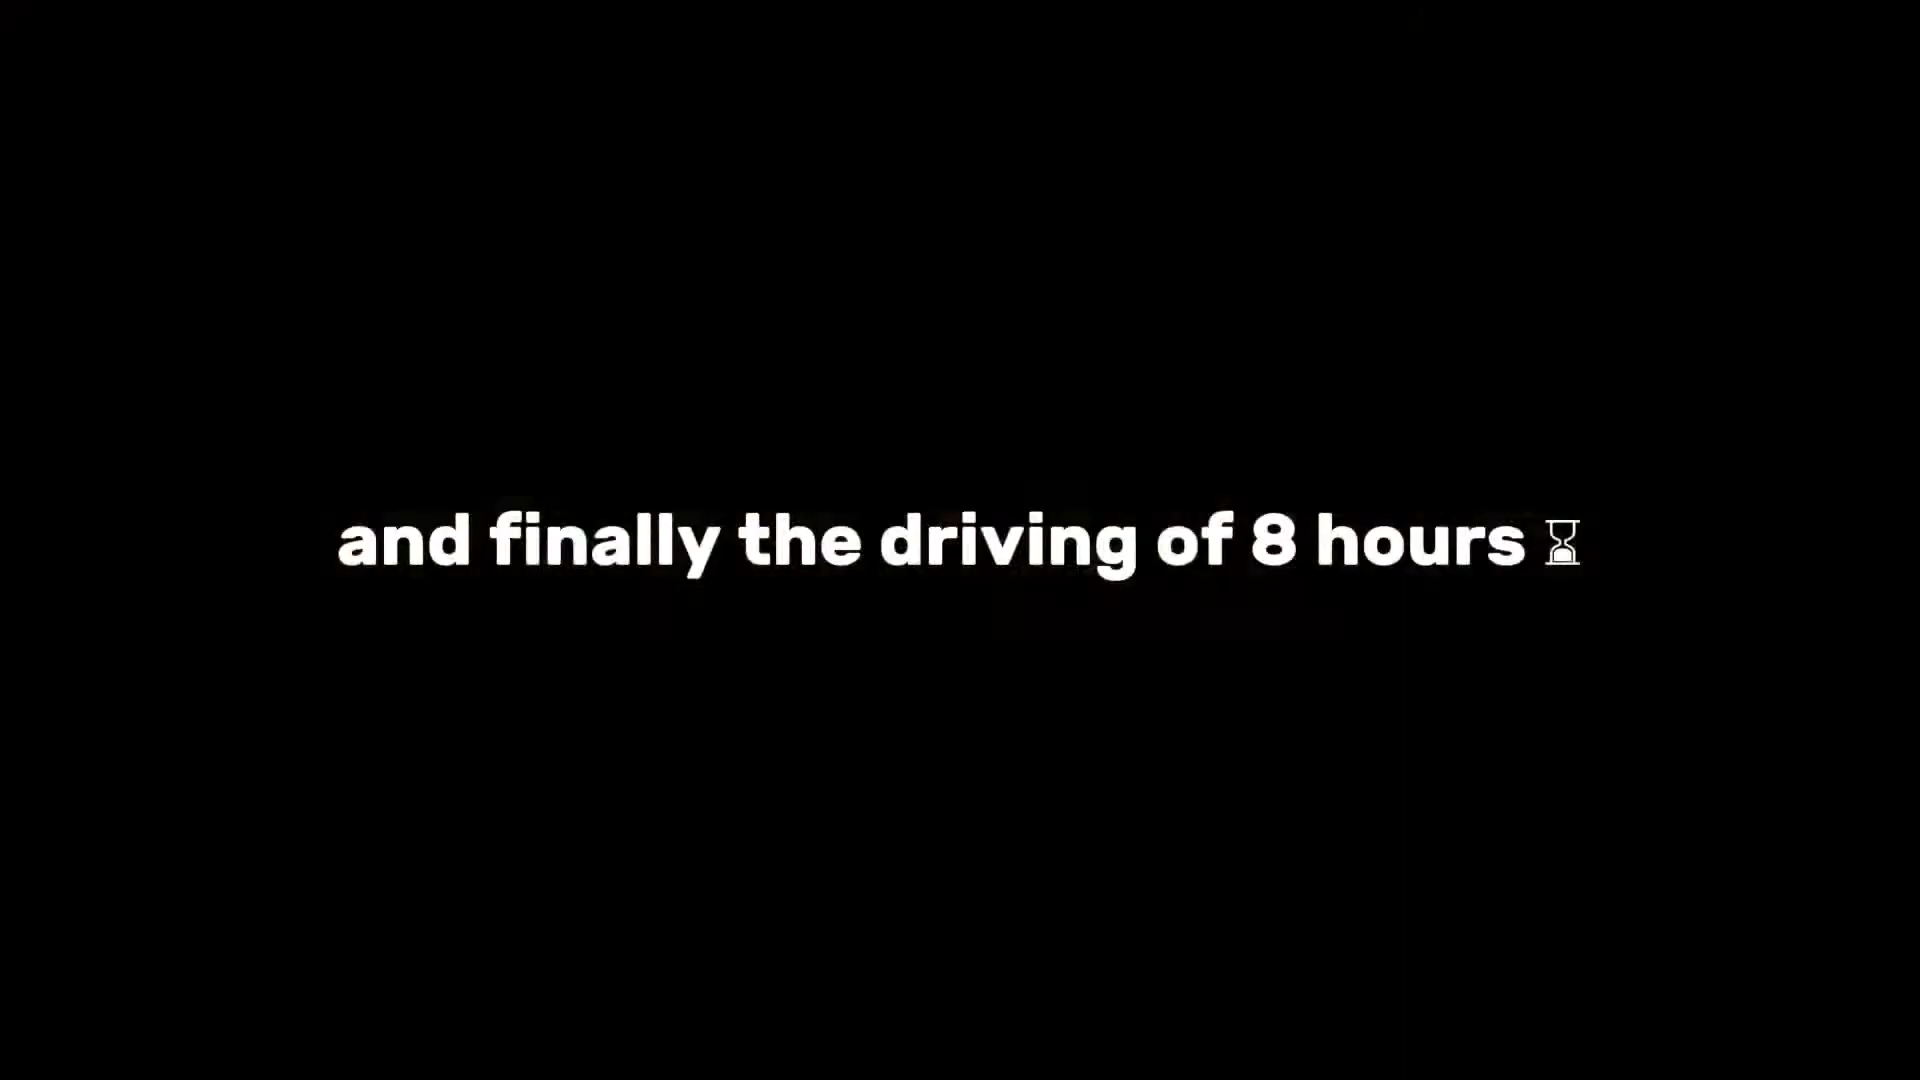 and finally the driving of 8 hours ⌛